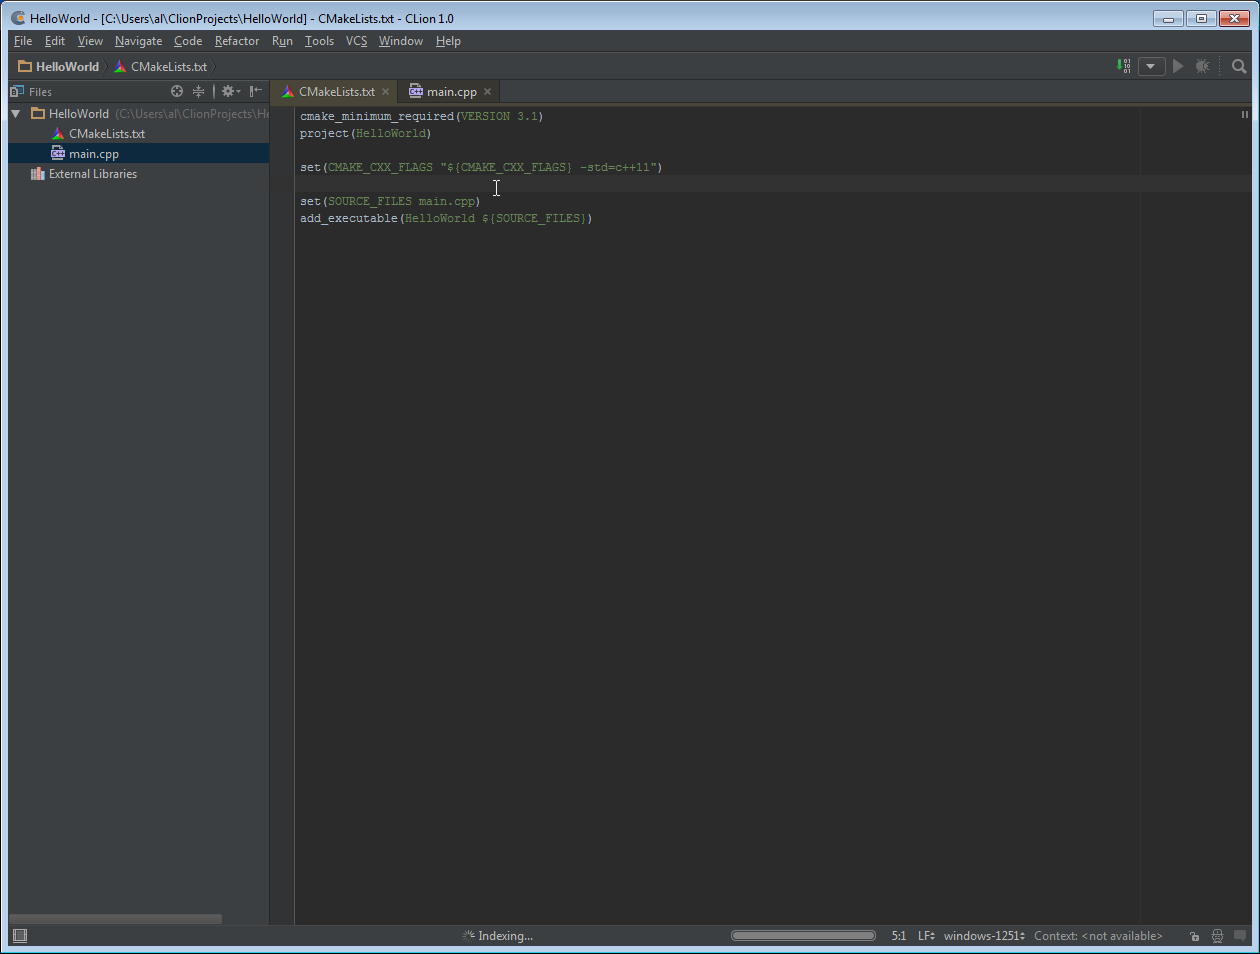 HelloWorld - [C:\Users\al\ClionProjects\HelloWorld] - CMakeLists.txt - CLion 1.0
File Edit View Navigate Code Refactor Run Tools VCS Window Help
HelloWorld CMakeLists.txt
Files
CMakeLists.txt main.cpp
HelloWorld (C:\Users\al\ClionProjects\He
CMakeLists.txt
main.cpp
External Libraries
cmake_minimum_required(VERSION 3.1)
project(HelloWorld)
set(CMAKE_CXX_FLAGS "${CMAKE_CXX_FLAGS} -std=c++11")
set(SOURCE_FILES main.cpp)
add_executable(HelloWorld ${SOURCE_FILES})
Indexing... 5:1 LF windows-1251 Context: <not available>